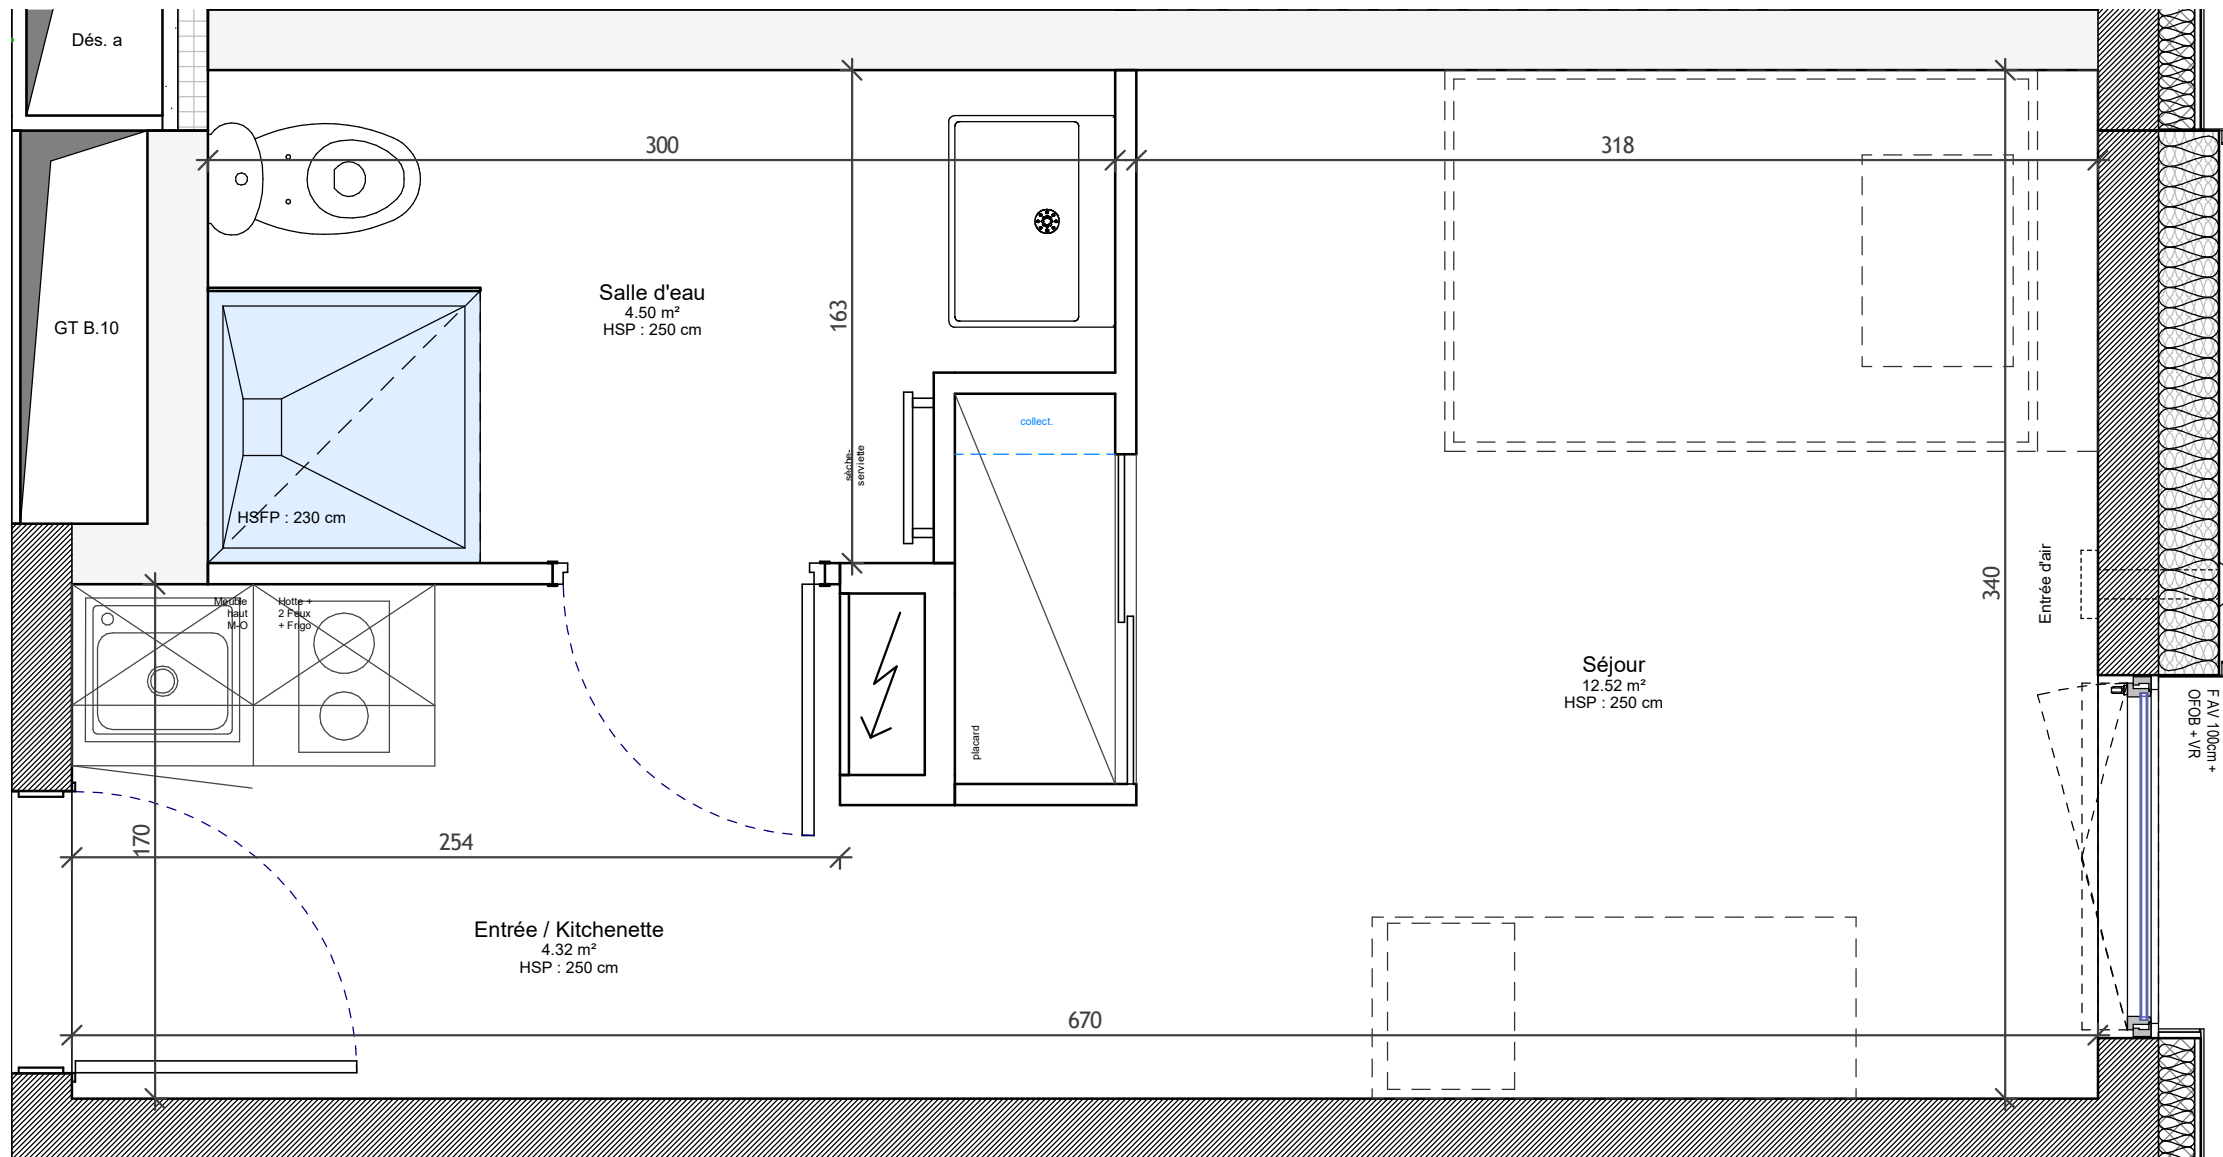 Dés. a
GT B.10
300
318
Salle d'eau
4.50 m²
HSP : 250 cm
163
collect.
sèche-
serviette
HSFP : 230 cm
Meuble
haut
M-O
Hotte +
2 Feux
+ Frigo
placard
340
Entrée d'air
Séjour
12.52 m²
HSP : 250 cm
FAV 100cm +
OFOB + VR
170
254
Entrée / Kitchenette
4.32 m²
HSP : 250 cm
670